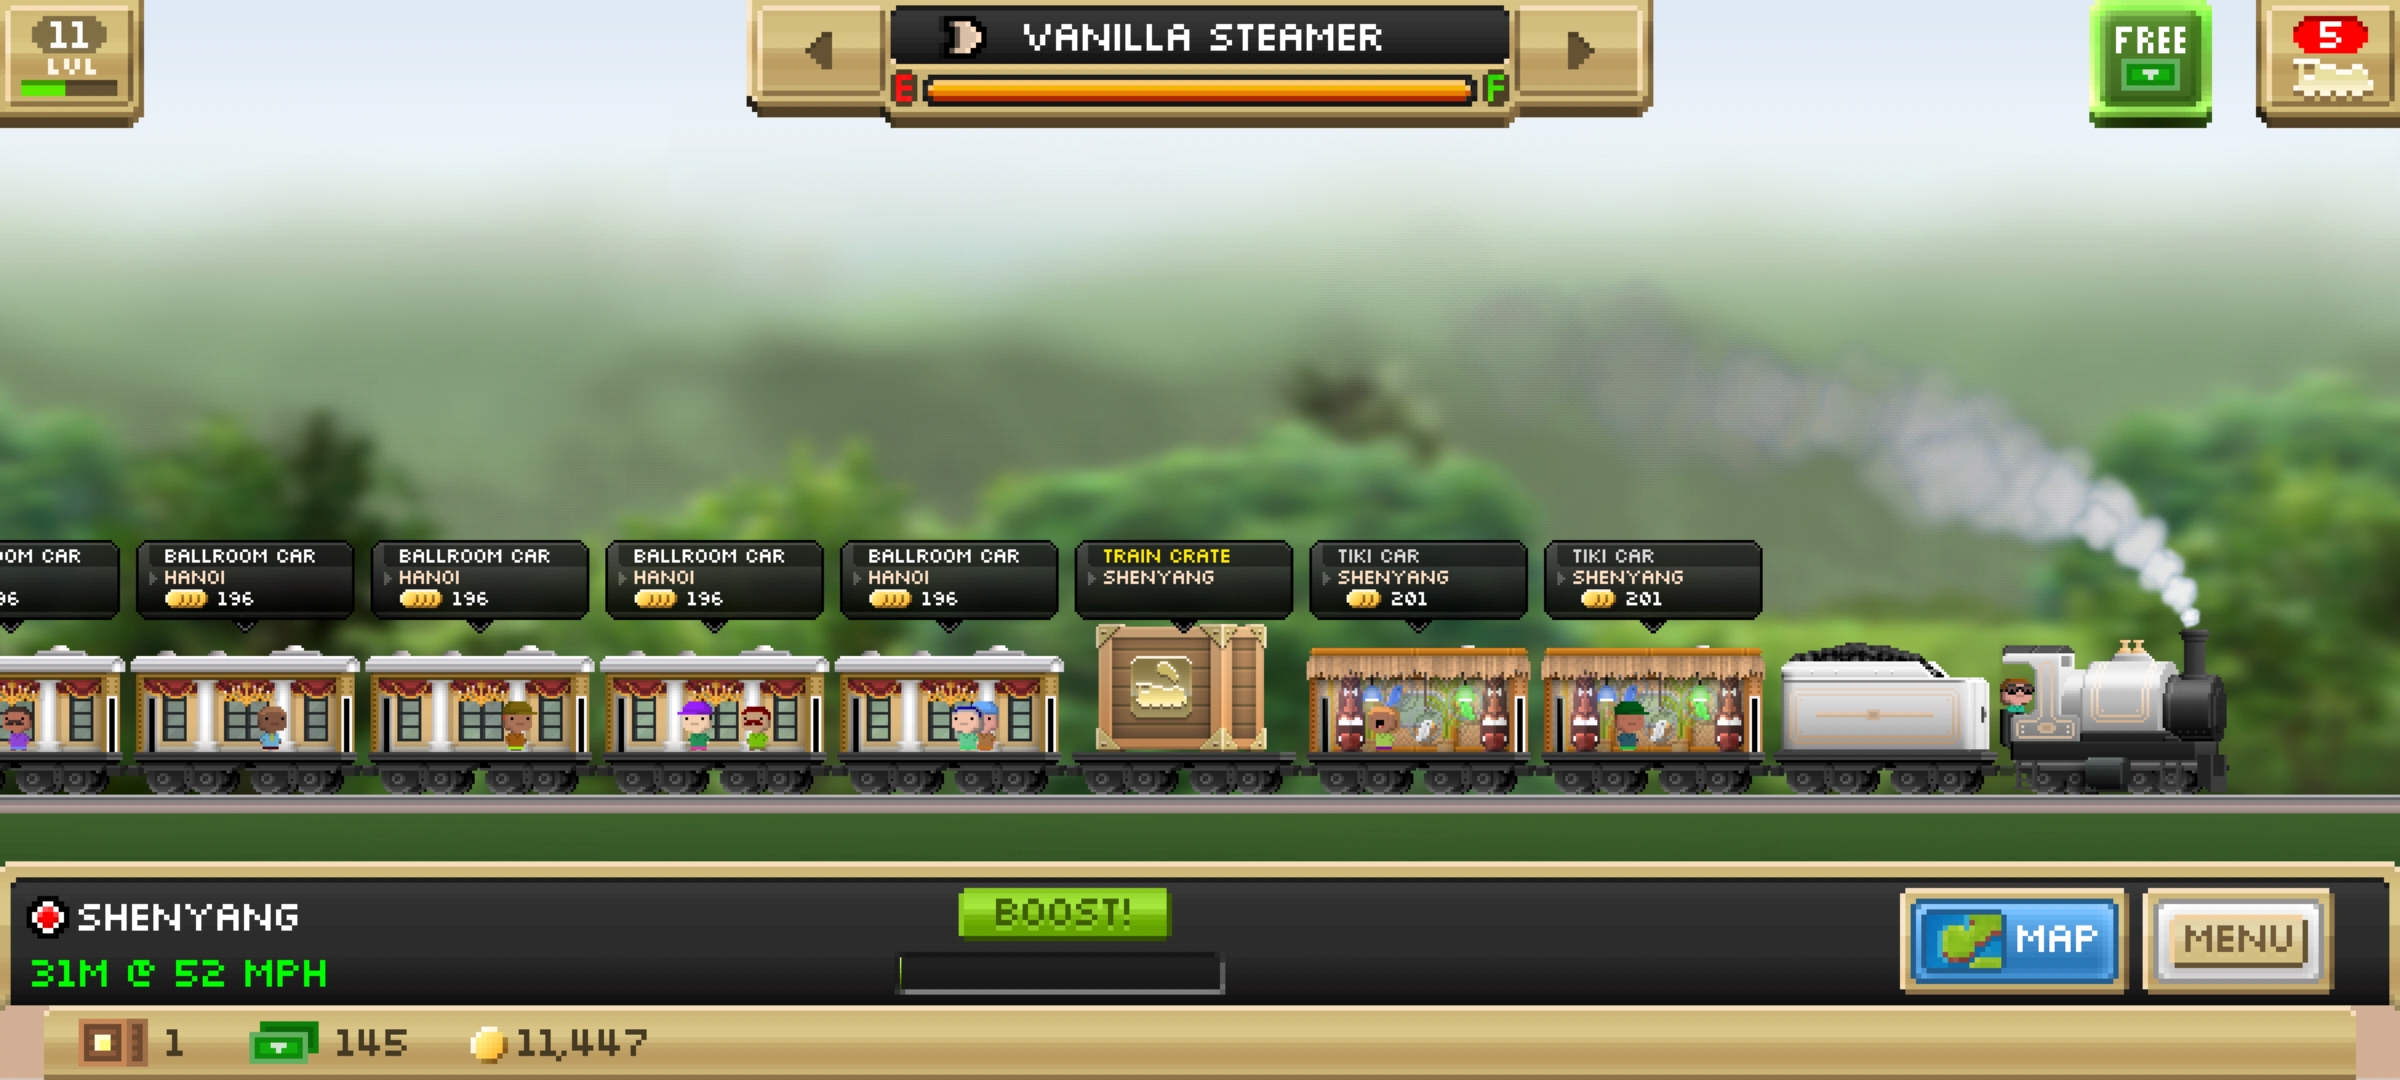 11
LVL
VANILLA STEAMER
E
F
FREE
5
OM CAR
96
BALLROOM CAR
HANOI
196
BALLROOM CAR
HANOI
196
BALLROOM CAR
HANOI
196
BALLROOM CAR
HANOI
196
TRAIN CRATE
SHENYANG
TIKI CAR
SHENYANG
201
TIKI CAR
SHENYANG
201
SHENYANG
31M @ 52 MPH
BOOST!
MAP
MENU
1
145
11,447